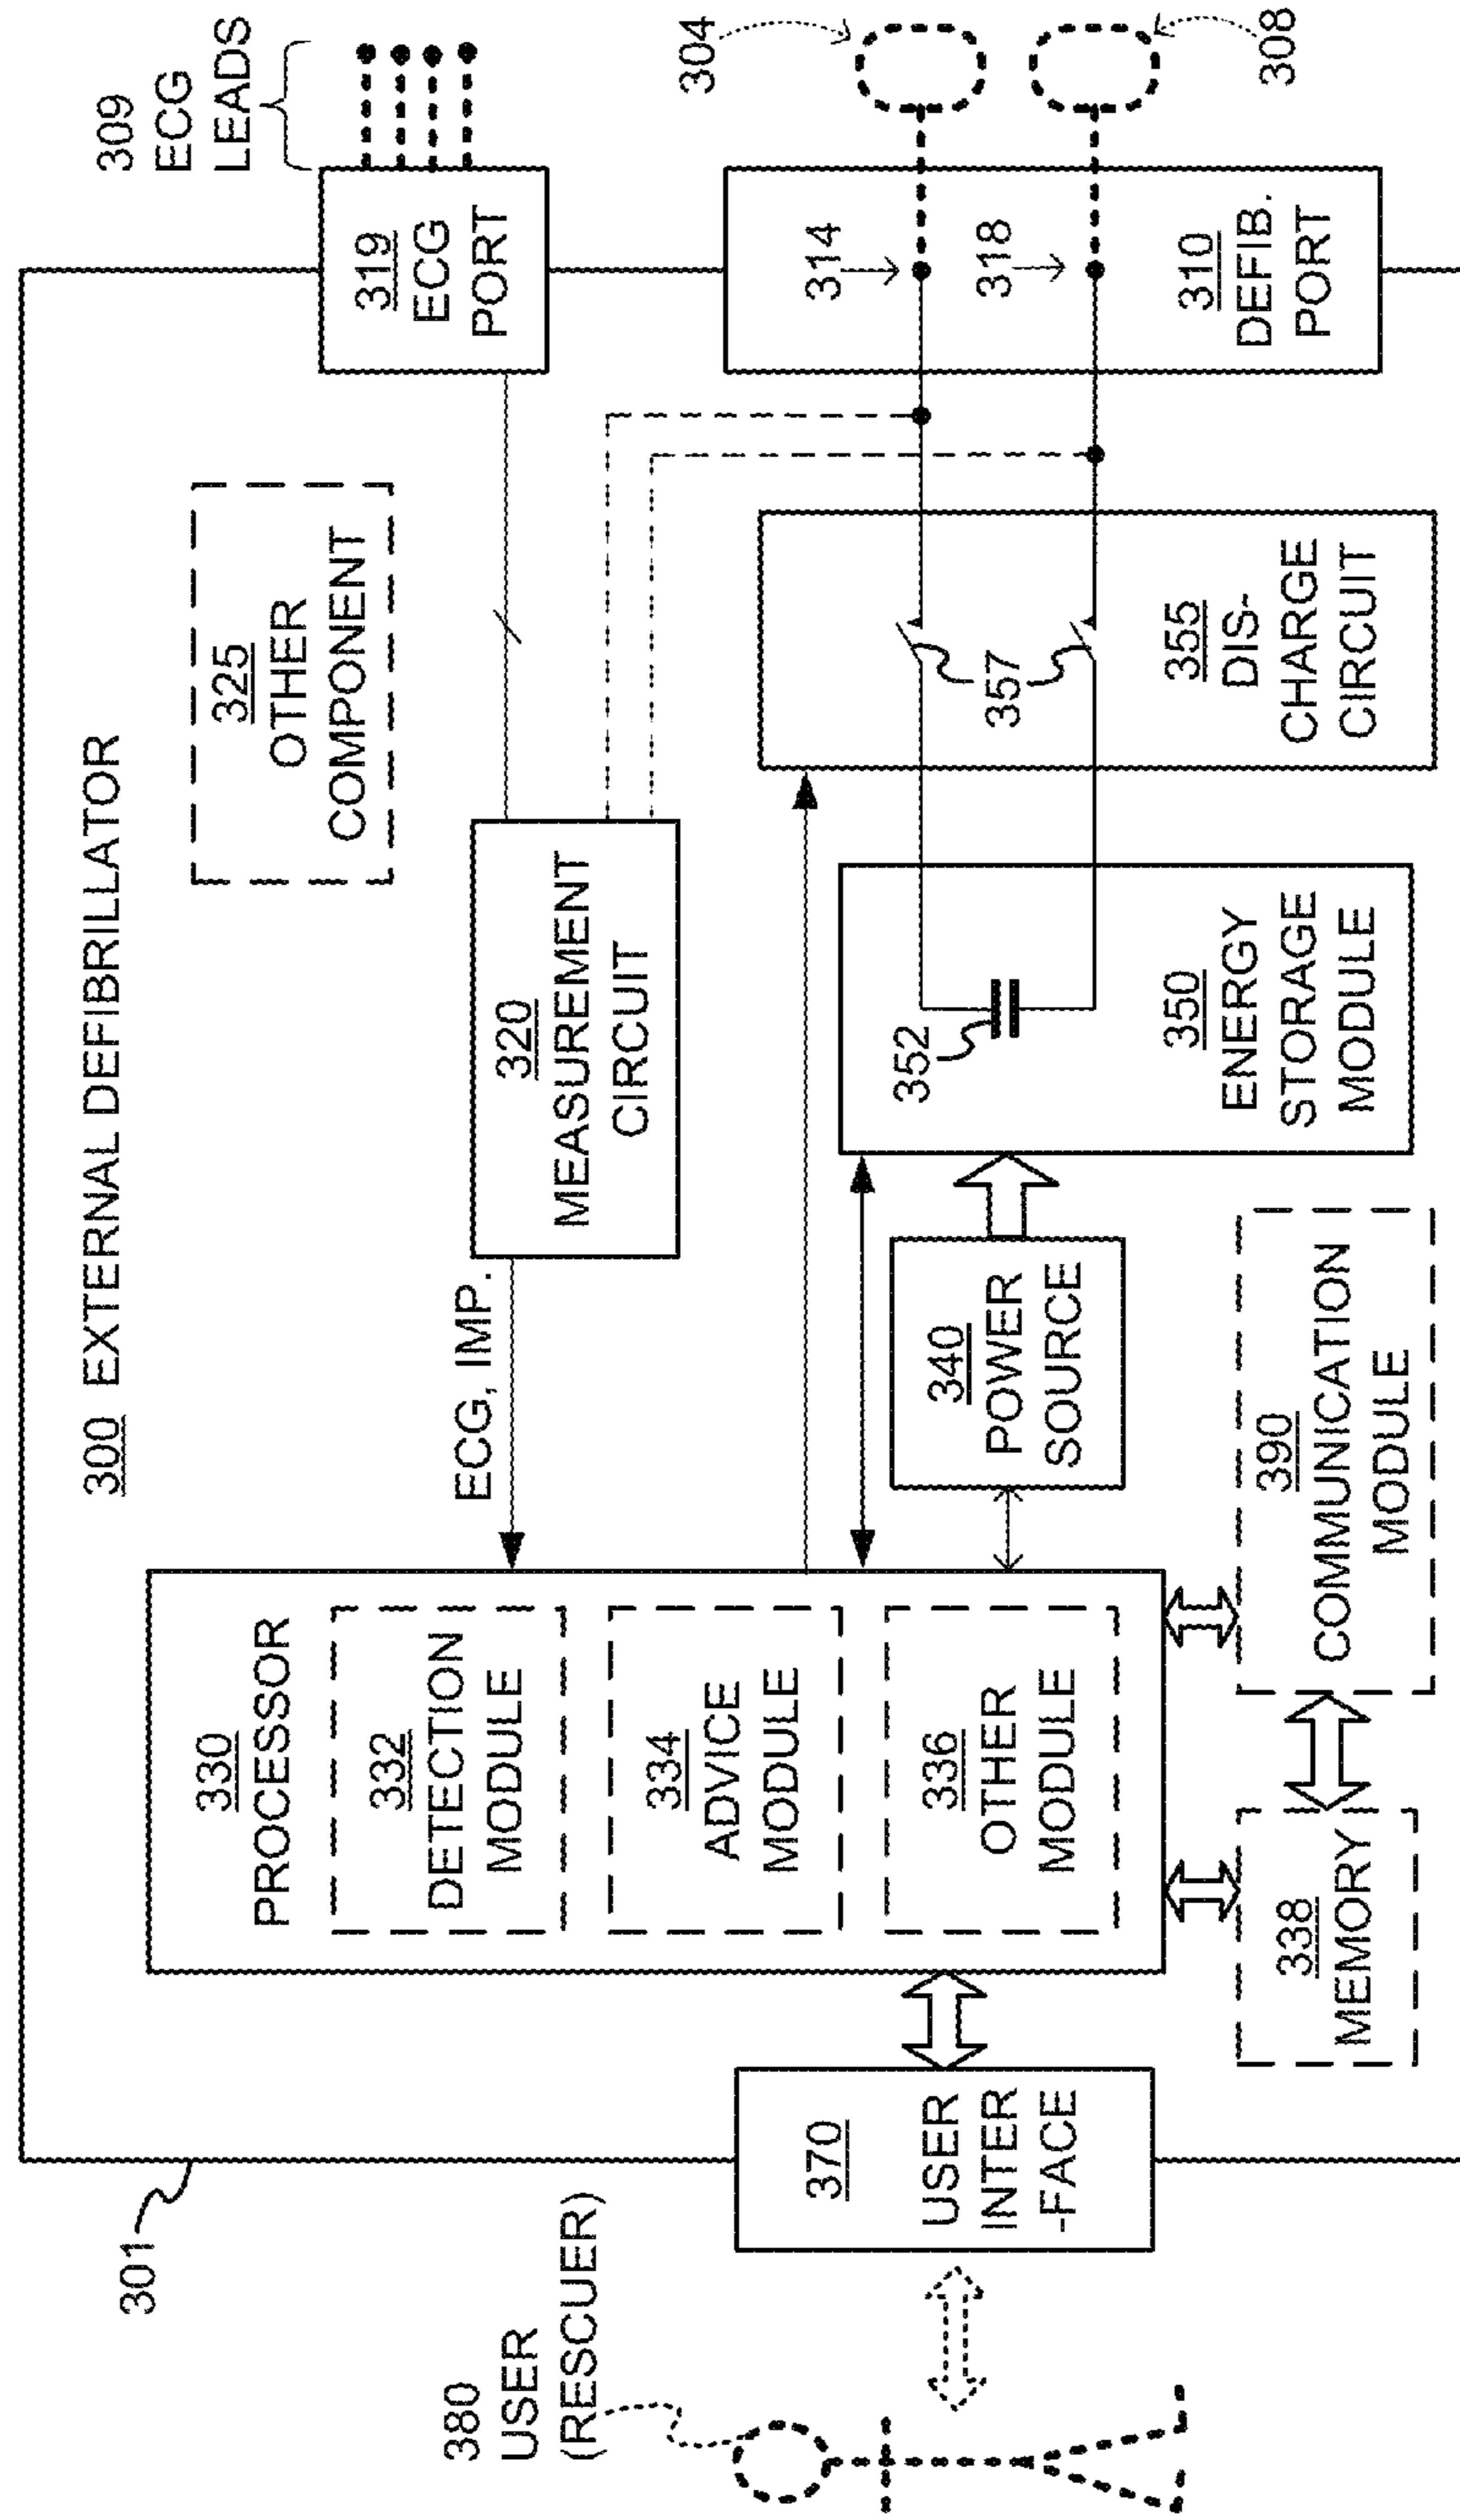 301
300 EXTERNAL DEFIBRILLATOR
309
ECG
LEADS
380
USER
(RESCUER)
330
PROCESSOR
332
DETECTION
MODULE
334
ADVICE
MODULE
336
OTHER
MODULE
ECG, IMP.
320
MEASUREMENT
CIRCUIT
325
OTHER
COMPONENT
319
ECG
PORT
304
308
314
318
310
DEFIB.
PORT
370
USER
INTER
-FACE
340
POWER
SOURCE
352
350
ENERGY
STORAGE
MODULE
357
355
DIS-
CHARGE
CIRCUIT
338
MEMORY
390
COMMUNICATION
MODULE